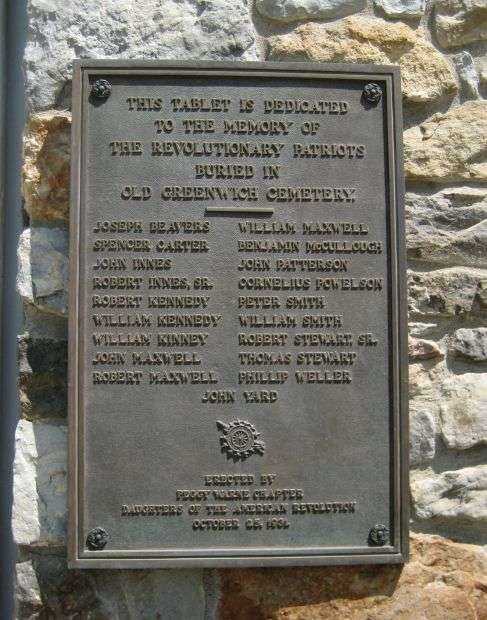 THIS TABLET IS DEDICATED
TO THE MEMORY OF
THE REVOLUTIONARY PATRIOTS
BURIED IN
OLD GREENWICH CEMETERY.
JOSEPH BEAVERS WILLIAM MAXWELL
SPENCER CARTER BENJAMIN McCULLOUGH
JOHN INNES JOHN PATTERSON
ROBERT INNES, SR. CORNELIUS POWELSON
ROBERT KENNEDY PETER SMITH
WILLIAM KENNEDY WILLIAM SMITH
WILLIAM KINNEY ROBERT STEWART, SR.
JOHN MAXWELL THOMAS STEWART
ROBERT MAXWELL PHILLIP WELLER
JOHN YARD
ERECTED BY
PEGGY WARNE CHAPTER
DAUGHTERS OF THE AMERICAN REVOLUTION
OCTOBER 25,